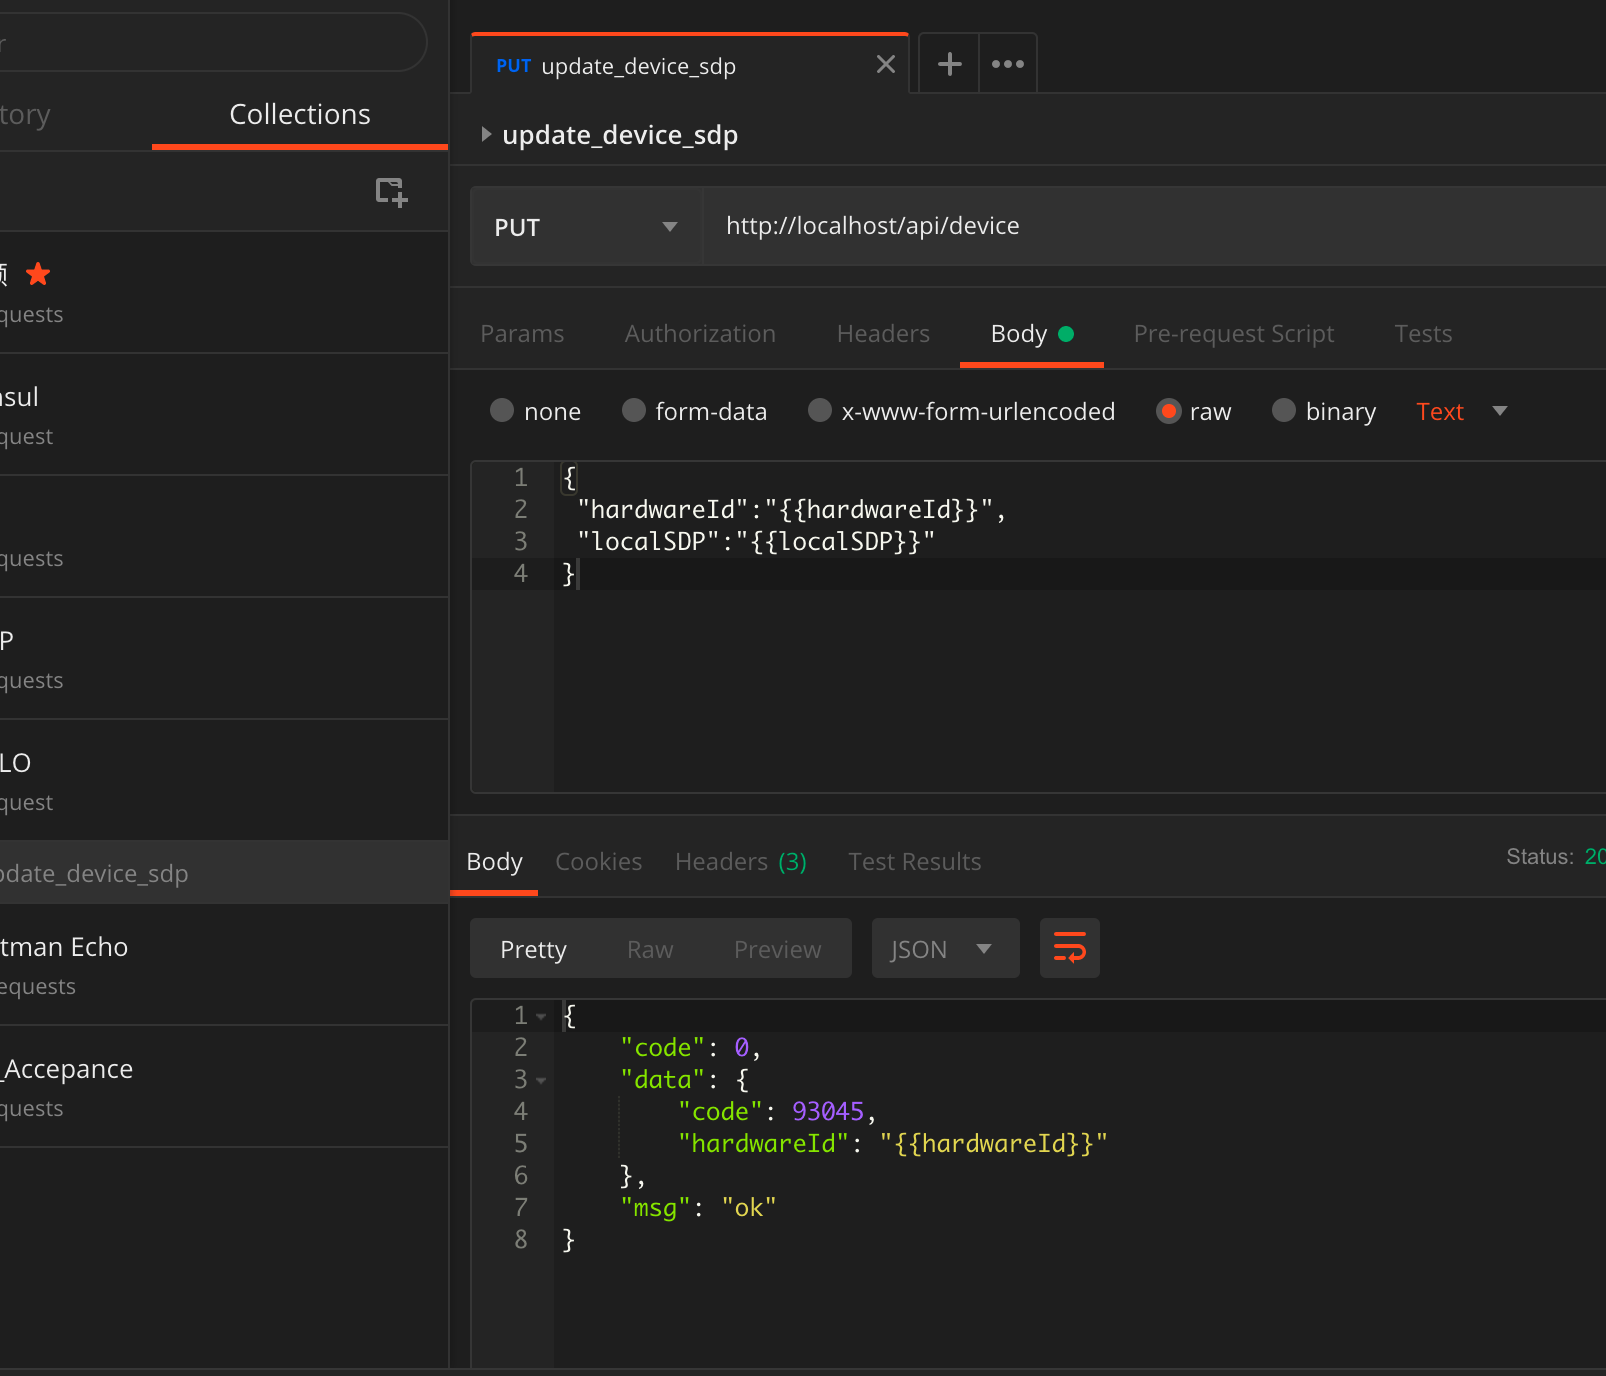 r
tory
Collections
quests
nsul
quest
quests
P
quests
LO
quest
pdate_device_sdp
tman Echo
equests
_Accepance
quests
PUT update_device_sdp
update_device_sdp
PUT
http://localhost/api/device
Params
Authorization
Headers
Body
Pre-request Script
Tests
none
form-data
x-www-form-urlencoded
raw
binary
Text
1 {
2 "hardwareId":"{{hardwareId}}",
3 "localSDP":"{{localSDP}}"
4 }
Body
Cookies
Headers (3)
Test Results
Status: 20
Pretty
Raw
Preview
JSON
1 {
2 "code": 0,
3 "data": {
4 "code": 93045,
5 "hardwareId": "{{hardwareId}}"
6 },
7 "msg": "ok"
8 }